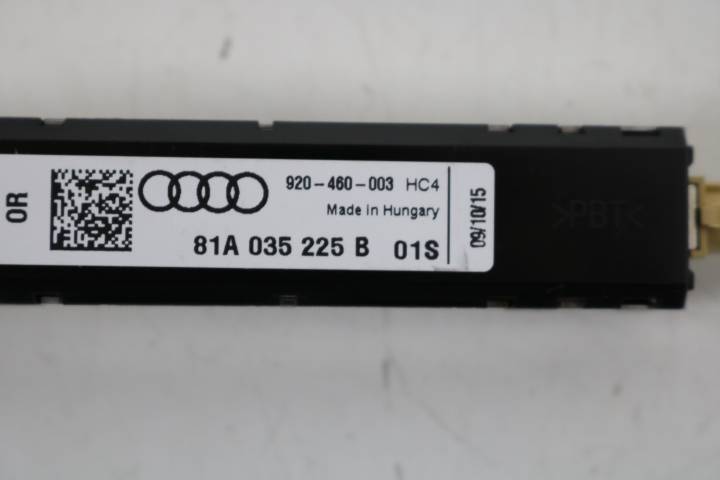 OR
920-460-003 HC4
Made in Hungary
81A 035 225 B 01S
09/10/15
>PBT<